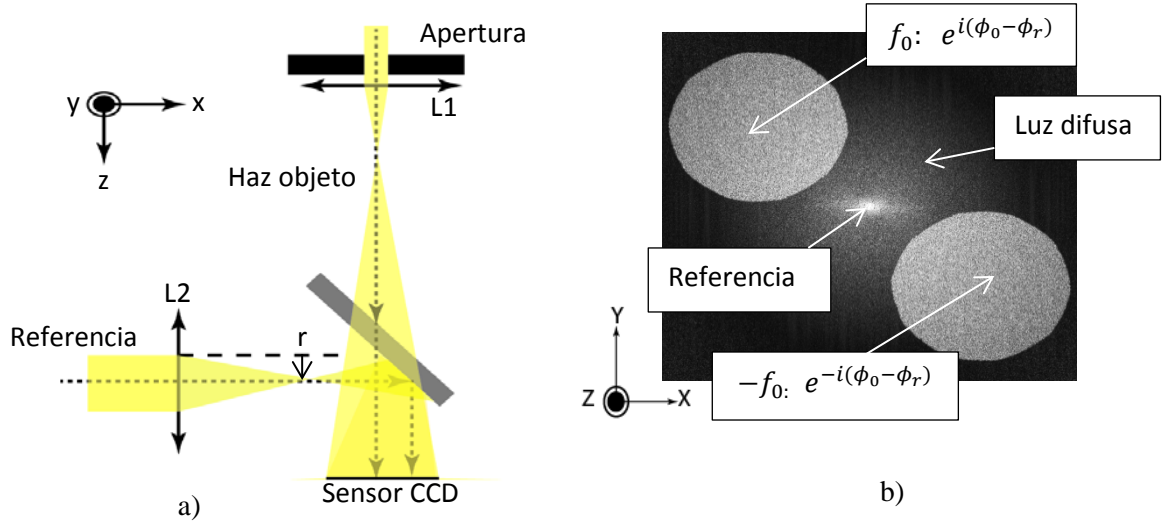 Apertura
y
x
z
L1
Haz objeto
L2
Referencia
r
Sensor CCD
a)
f₀: e^{i(ϕ₀−ϕᵣ)}
Luz difusa
Referencia
Y
Z
X
−f₀: e^{−i(ϕ₀−ϕᵣ)}
b)